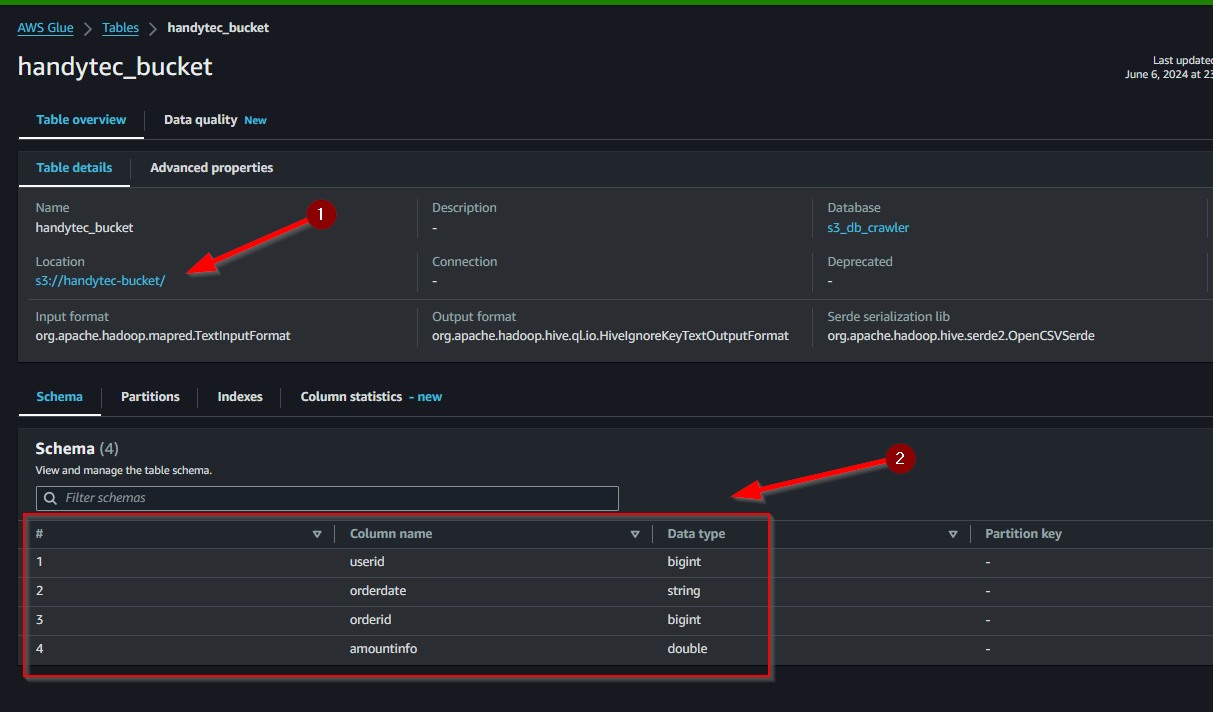 AWS Glue > Tables > handytec_bucket
handytec_bucket
Last updated
June 6, 2024 at 23
Table overview Data quality New
Table details Advanced properties
1
Name Description Database
handytec_bucket - s3_db_crawler
Location Connection Deprecated
s3://handytec-bucket/ - -
Input format Output format Serde serialization lib
org.apache.hadoop.mapred.TextInputFormat org.apache.hadoop.hive.ql.io.HiveIgnoreKeyTextOutputFormat org.apache.hadoop.hive.serde2.OpenCSVSerde
Schema Partitions Indexes Column statistics - new
Schema (4)
2
View and manage the table schema.
Filter schemas
# Column name Data type Partition key
1 userid bigint -
2 orderdate string -
3 orderid bigint -
4 amountinfo double -